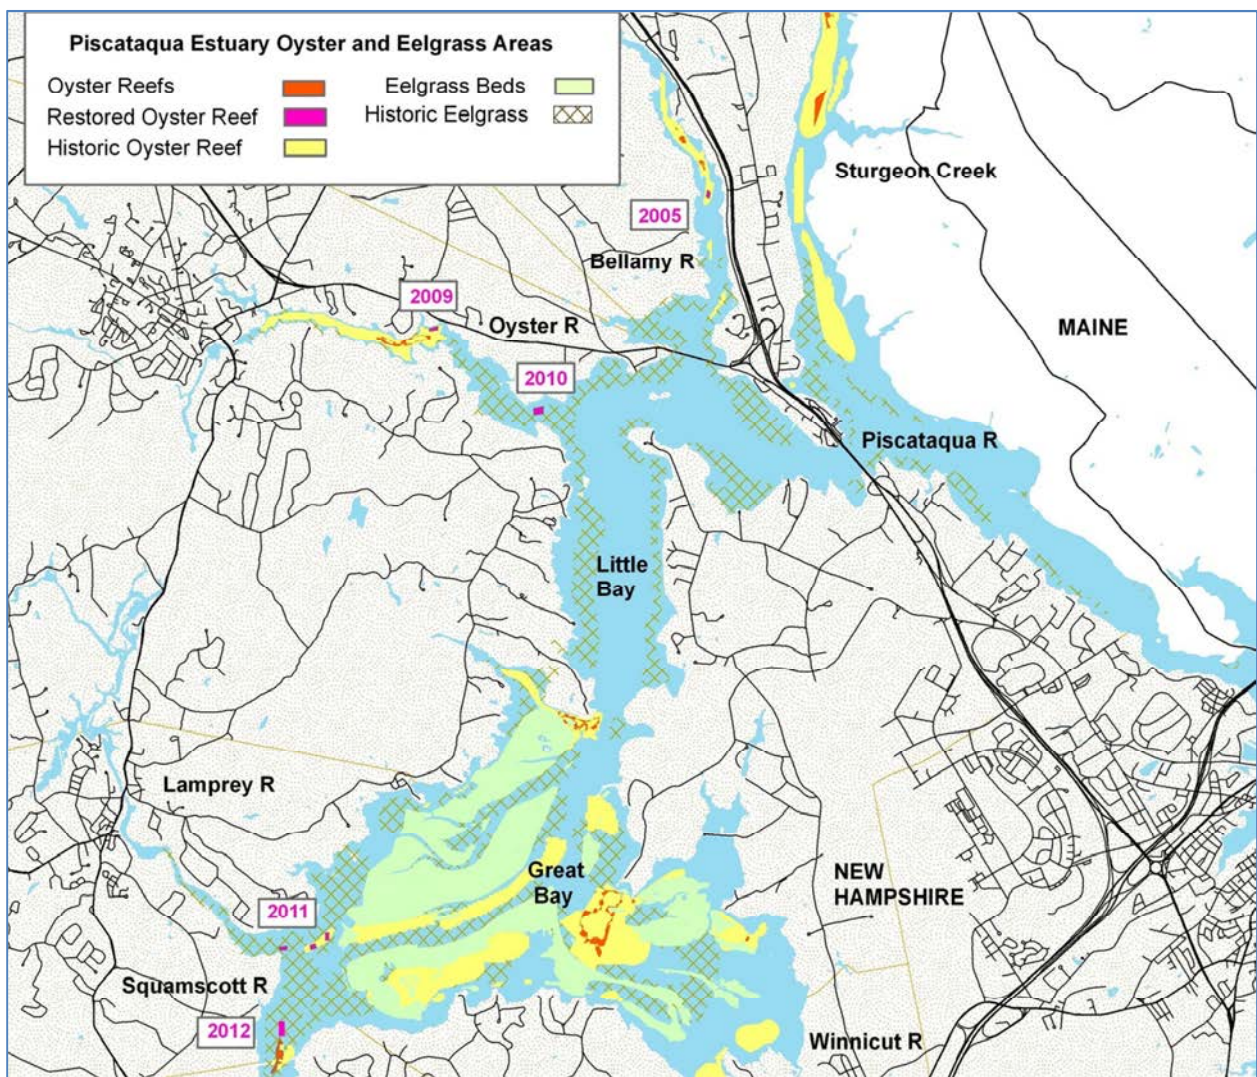 Piscataqua Estuary Oyster and Eelgrass Areas
Oyster Reefs
Eelgrass Beds
Restored Oyster Reef
Historic Eelgrass
Historic Oyster Reef
Sturgeon Creek
2005
Bellamy R
2009
Oyster R
MAINE
2010
Piscataqua R
Little
Bay
Lamprey R
Great
Bay
NEW
HAMPSHIRE
2011
Squamscott R
2012
Winnicut R